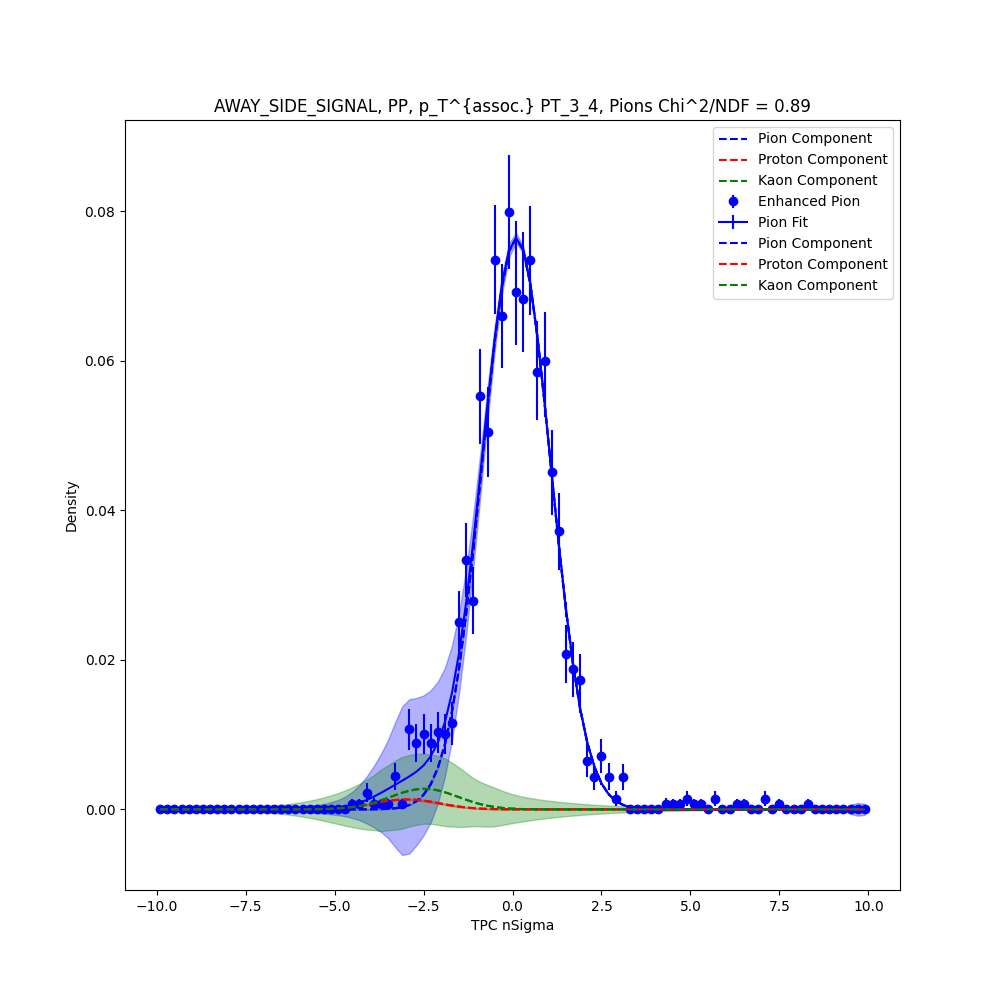 AWAY_SIDE_SIGNAL, PP, p_T^{assoc.} PT_3_4, Pions Chi^2/NDF = 0.89
Pion Component
Proton Component
Kaon Component
Enhanced Pion
Pion Fit
Pion Component
Proton Component
Kaon Component
0.08
0.06
0.04
0.02
0.00
Density
−10.0 −7.5 −5.0 −2.5 0.0 2.5 5.0 7.5 10.0
TPC nSigma